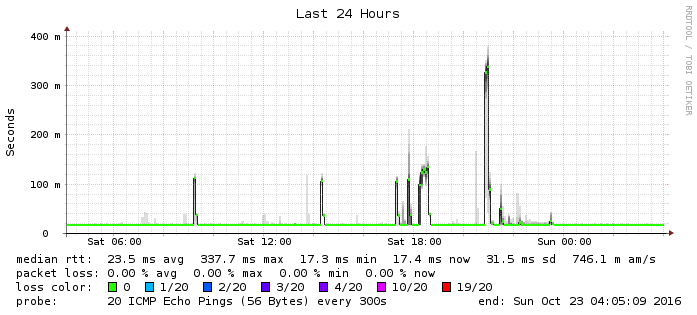 Last 24 Hours
RRDTOOL / TOBI OETIKER
Seconds
400 m
300 m
200 m
100 m
0
Sat 06:00 Sat 12:00 Sat 18:00 Sun 00:00
median rtt: 23.5 ms avg 337.7 ms max 17.3 ms min 17.4 ms now 31.5 ms sd 746.1 m am/s
packet loss: 0.00 % avg 0.00 % max 0.00 % min 0.00 % now
loss color: 0 1/20 2/20 3/20 4/20 10/20 19/20
probe: 20 ICMP Echo Pings (56 Bytes) every 300s end: Sun Oct 23 04:05:09 2016